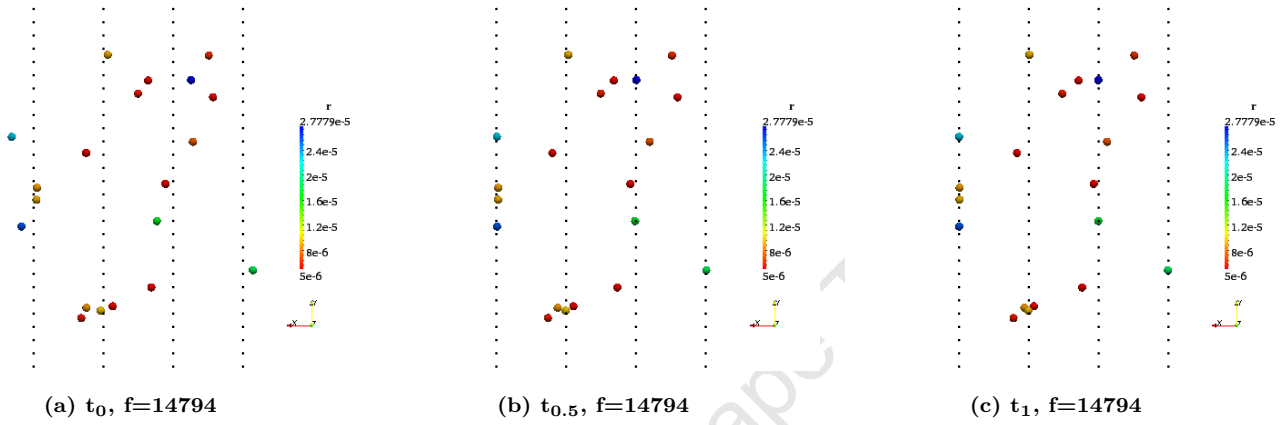 r
2.7779e-5
2.4e-5
2e-5
1.6e-5
1.2e-5
8e-6
5e-6
Y
X
Z
(a) t₀, f=14794
r
2.7779e-5
2.4e-5
2e-5
1.6e-5
1.2e-5
8e-6
5e-6
Y
X
Z
(b) t₀.₅, f=14794
r
2.7779e-5
2.4e-5
2e-5
1.6e-5
1.2e-5
8e-6
5e-6
Y
X
Z
(c) t₁, f=14794